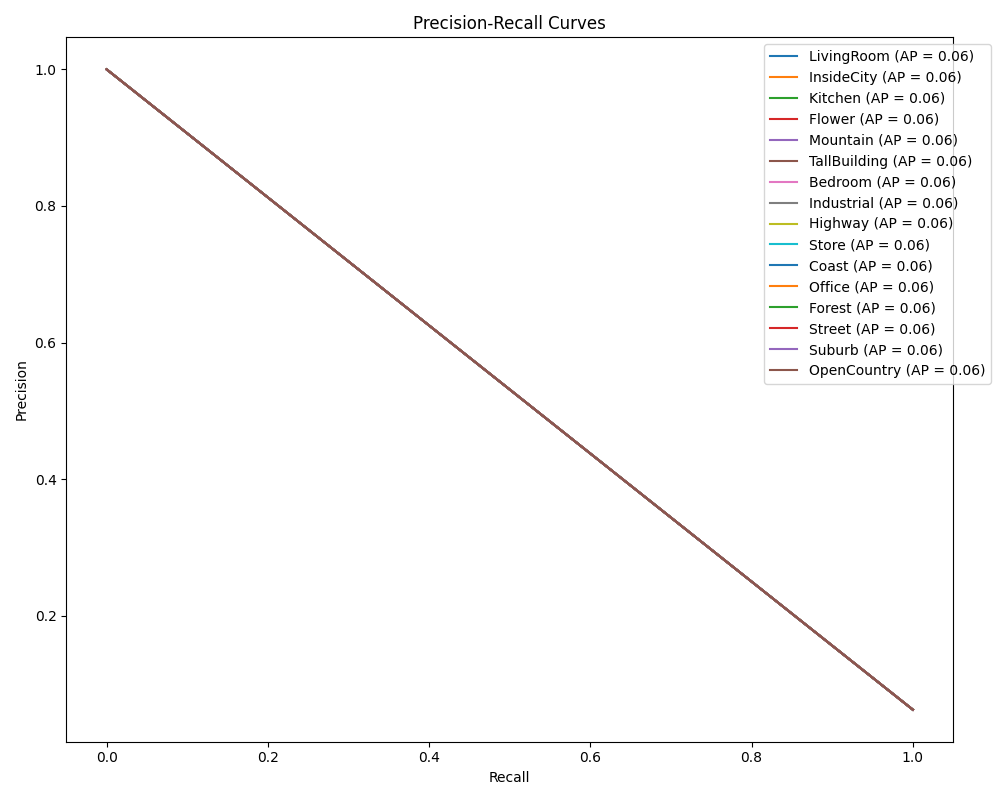 Precision-Recall Curves
LivingRoom (AP = 0.06)
InsideCity (AP = 0.06)
Kitchen (AP = 0.06)
Flower (AP = 0.06)
Mountain (AP = 0.06)
TallBuilding (AP = 0.06)
Bedroom (AP = 0.06)
Industrial (AP = 0.06)
Highway (AP = 0.06)
Store (AP = 0.06)
Coast (AP = 0.06)
Office (AP = 0.06)
Forest (AP = 0.06)
Street (AP = 0.06)
Suburb (AP = 0.06)
OpenCountry (AP = 0.06)
1.0
0.8
0.6
0.4
0.2
Precision
0.0 0.2 0.4 0.6 0.8 1.0
Recall